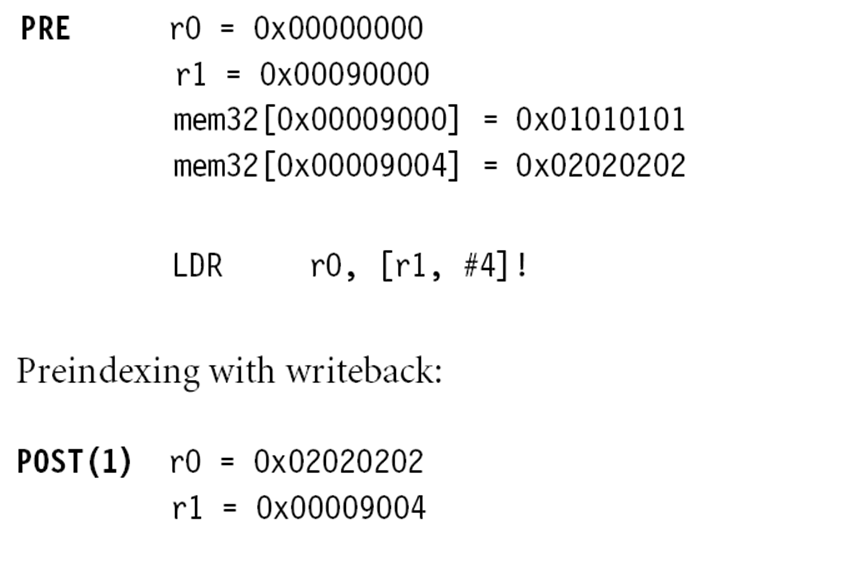 PRE r0 = 0x00000000
r1 = 0x00090000
mem32[0x00009000] = 0x01010101
mem32[0x00009004] = 0x02020202
LDR r0, [r1, #4]!
Preindexing with writeback:
POST(1) r0 = 0x02020202
r1 = 0x00009004